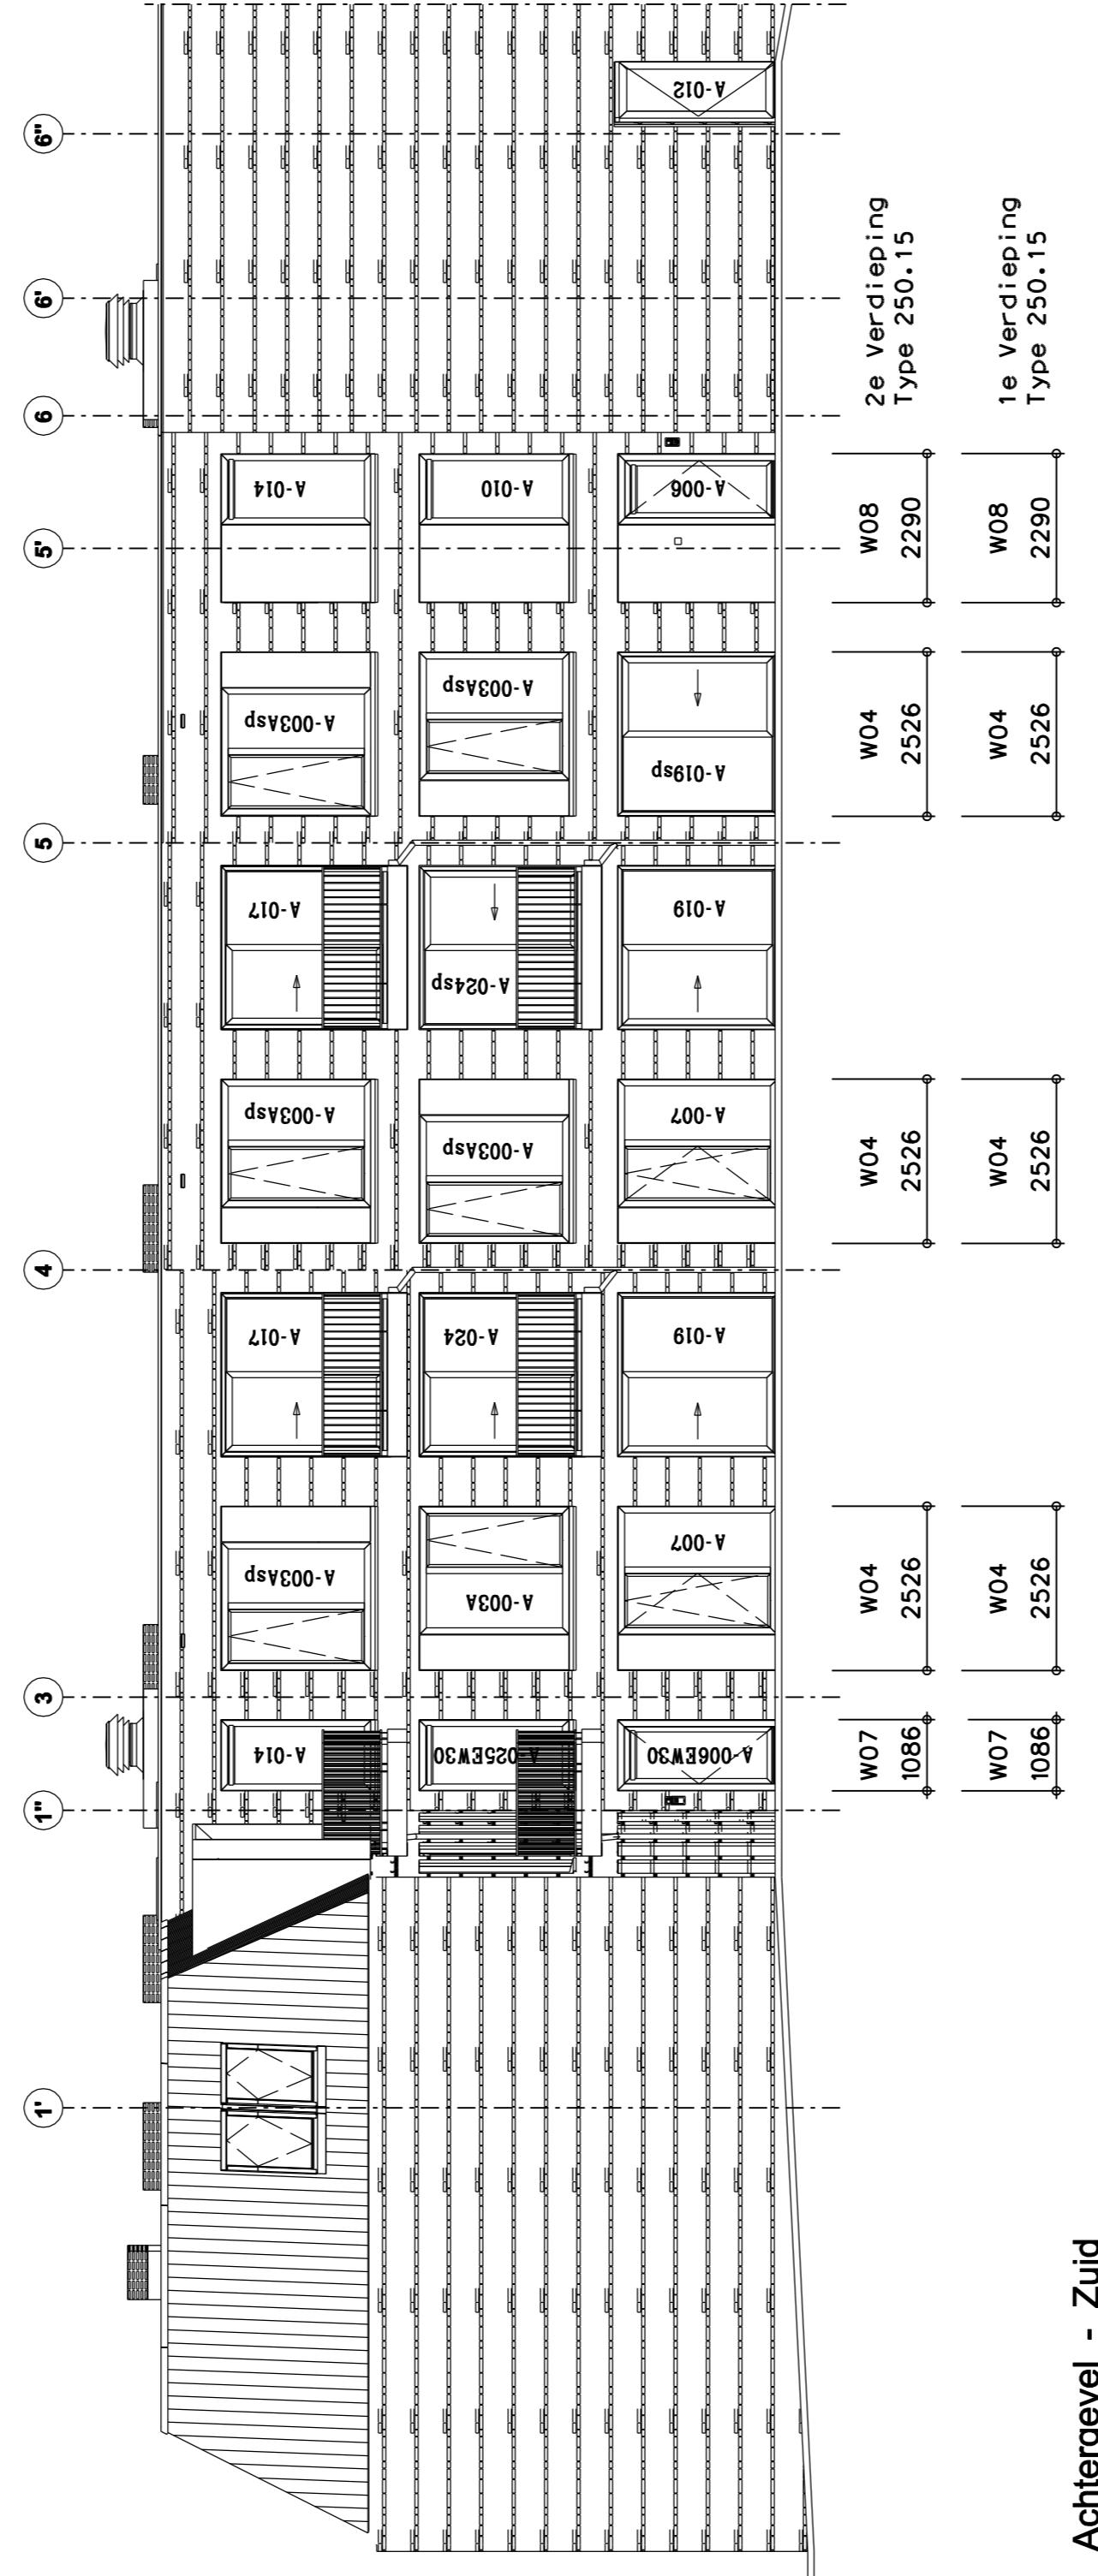 1' 1" 3 4 5 5' 6 6' 6"
A-014 A-003Asp A-017 A-003Asp A-017 A-003Asp A-014
A-025EW30 A-003A A-024 A-003Asp A-024sp A-003Asp A-010
A-006EW30 A-007 A-019 A-007 A-019 A-019sp A-006 A-012
W07 W04 W04 W04 W08 2e Verdieping
1086 2526 2526 2526 2290 Type 250.15
W07 W04 W04 W04 W08 1e Verdieping
1086 2526 2526 2526 2290 Type 250.15
Achtergevel - Zuid